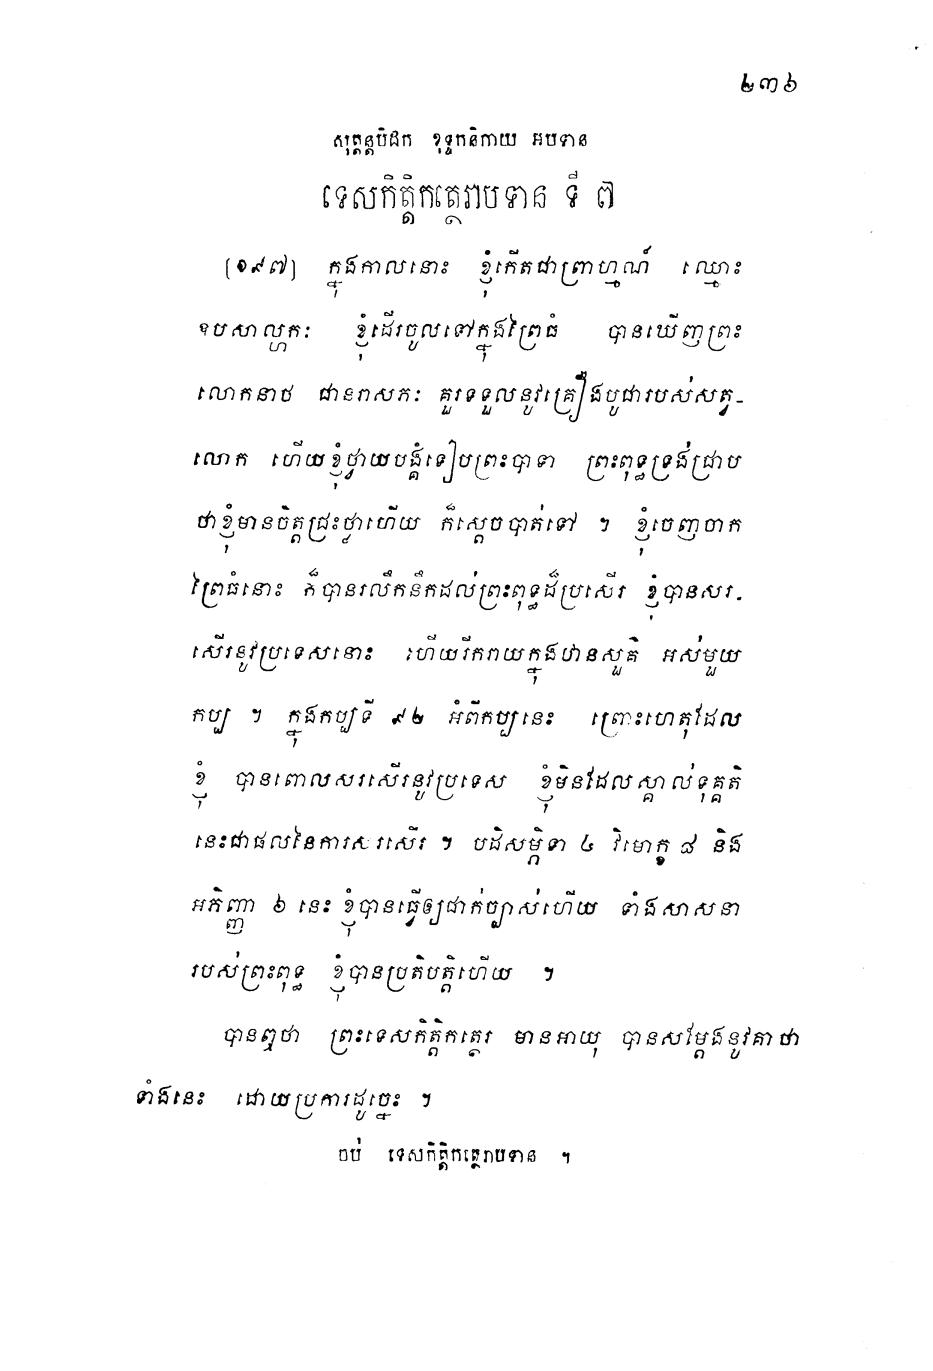 ២៣៦
សុត្តន្តបិដក ខុទ្ទកនិកាយ អបទាន
ទេសកិត្តិកត្ថេរាបទាន ទី ៧
[១៩៧] ក្នុងកាលនោះ ខ្ញុំកើតជាព្រាហ្មណ៍ ឈ្មោះ
ឧបសាល្ហកៈ ខ្ញុំដើរចូលទៅក្នុងព្រៃធំ បានឃើញព្រះ
លោកនាថ ជានរាសភៈ គួរទទួលនូវគ្រឿងបូជារបស់សត្វ-
លោក ហើយខ្ញុំថ្វាយបង្គំទៀបព្រះបាទា ព្រះពុទ្ធទ្រង់ជ្រាប
ថាខ្ញុំមានចិត្តជ្រះថ្លាហើយ ក៏ស្តេចបាត់ទៅ ។ ខ្ញុំចេញចាក
ព្រៃធំនោះ ក៏បានរលឹកនឹកដល់ព្រះពុទ្ធដ៏ប្រសើរ ខ្ញុំបានសរ-
សើរនូវប្រទេសនោះ ហើយរីករាយក្នុងឋានសួគ៌ អស់មួយ
កប្ប ។ ក្នុងកប្បទី ៩២ អំពីកប្បនេះ ព្រោះហេតុដែល
ខ្ញុំ បានពោលសរសើរនូវប្រទេស ខ្ញុំមិនដែលស្គាល់ទុគ្គតិ
នេះជាផលនៃការសរសើរ ។ បដិសម្ភិទា ៤ វិមោក្ខ ៨ និង
អភិញ្ញា ៦ នេះ ខ្ញុំបានធ្វើឲ្យជាក់ច្បាស់ហើយ ទាំងសាសនា
របស់ព្រះពុទ្ធ ខ្ញុំបានប្រតិបត្តិហើយ ។
បានឮថា ព្រះទេសកិត្តិកត្ថេរ មានអាយុ បានសម្តែងនូវគាថា
ទាំងនេះ ដោយប្រការដូច្នេះ ។
ចប់ ទេសកិត្តិកត្ថេរាបទាន ។